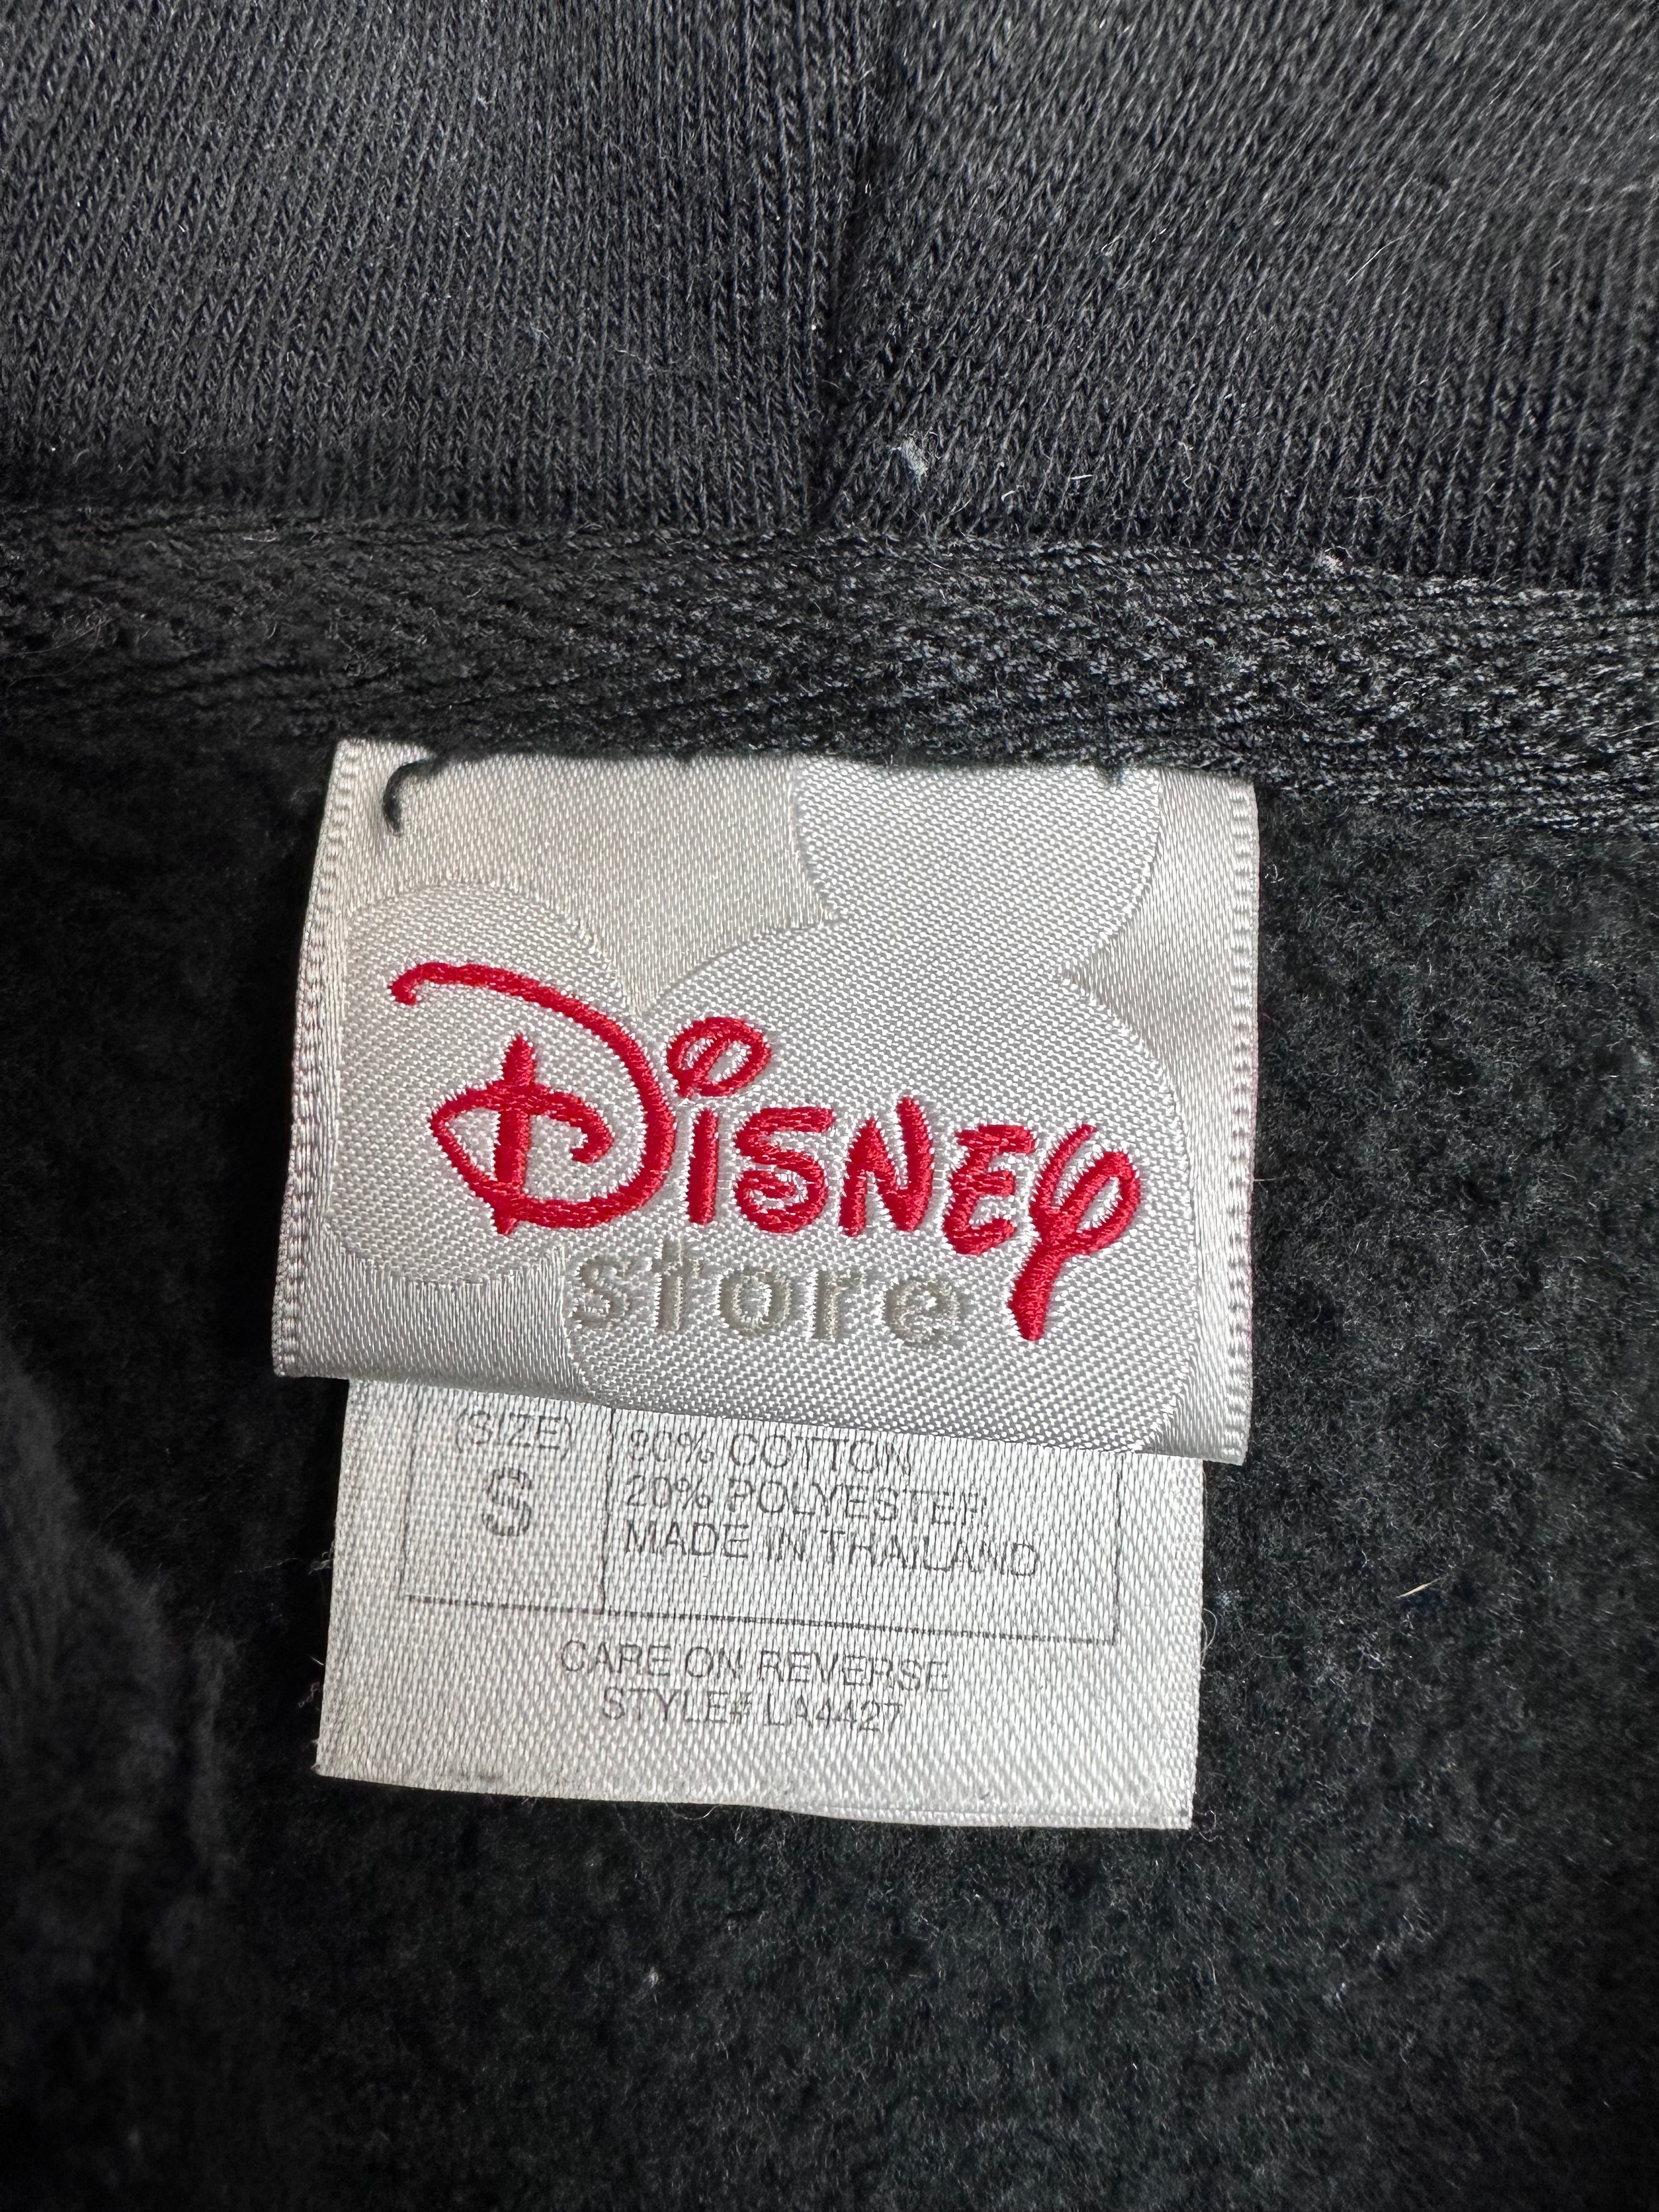 Disney
store
(SIZE)
S
80% COTTON
20% POLYESTER
MADE IN THAILAND
CARE ON REVERSE
STYLE# LA4427